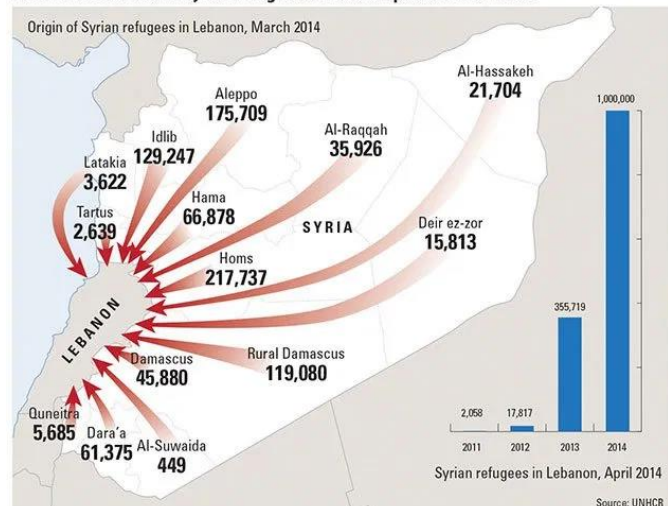 Origin of Syrian refugees in Lebanon, March 2014
Al-Hassakeh
21,704
Aleppo
175,709
Al-Raqqah
35,926
Idlib
129,247
Latakia
3,622
Hama
66,878
Tartus
2,639
SYRIA
Deir ez-zor
15,813
Homs
217,737
LEBANON
Damascus
45,880
Rural Damascus
119,080
Quneitra
5,685
Dara'a
61,375
Al-Suwaida
449
1,000,000
355,719
17,817
2,058
2011 2012 2013 2014
Syrian refugees in Lebanon, April 2014
Source: UNHCR